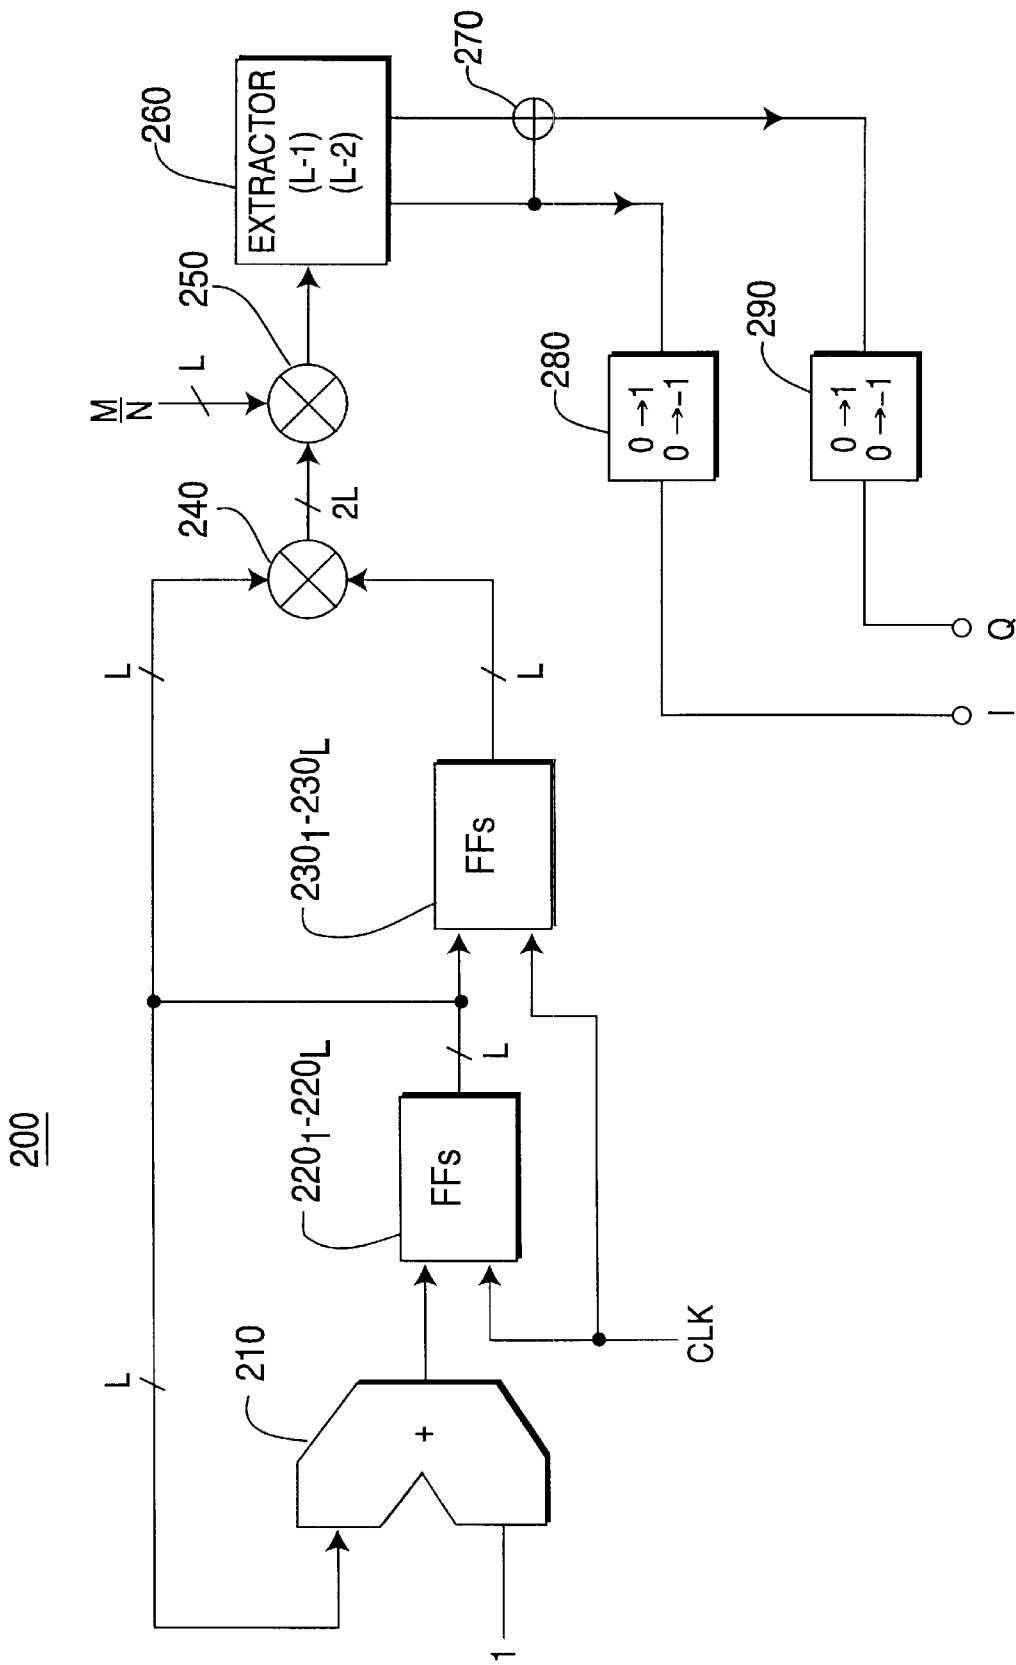 200
L
L
210
+
1
220₁-220L
FFs
L
CLK
230₁-230L
FFs
L
240
2L
M
N
L
250
260
EXTRACTOR
(L-1)
(L-2)
270
280
0→1
0→-1
290
0→1
0→-1
I
Q